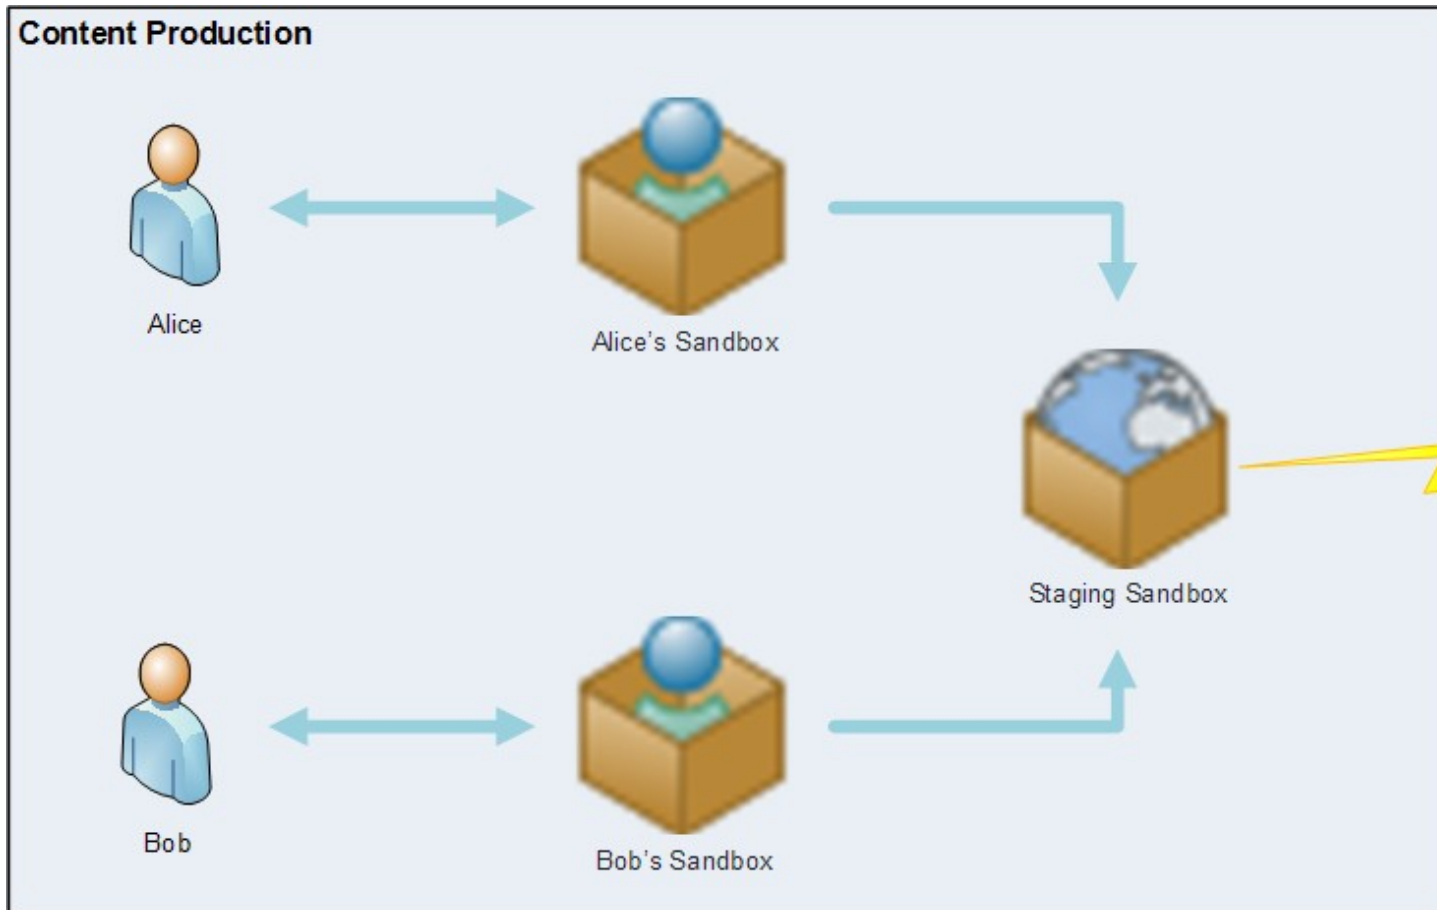 Content Production
Alice
Alice's Sandbox
Staging Sandbox
Bob
Bob's Sandbox